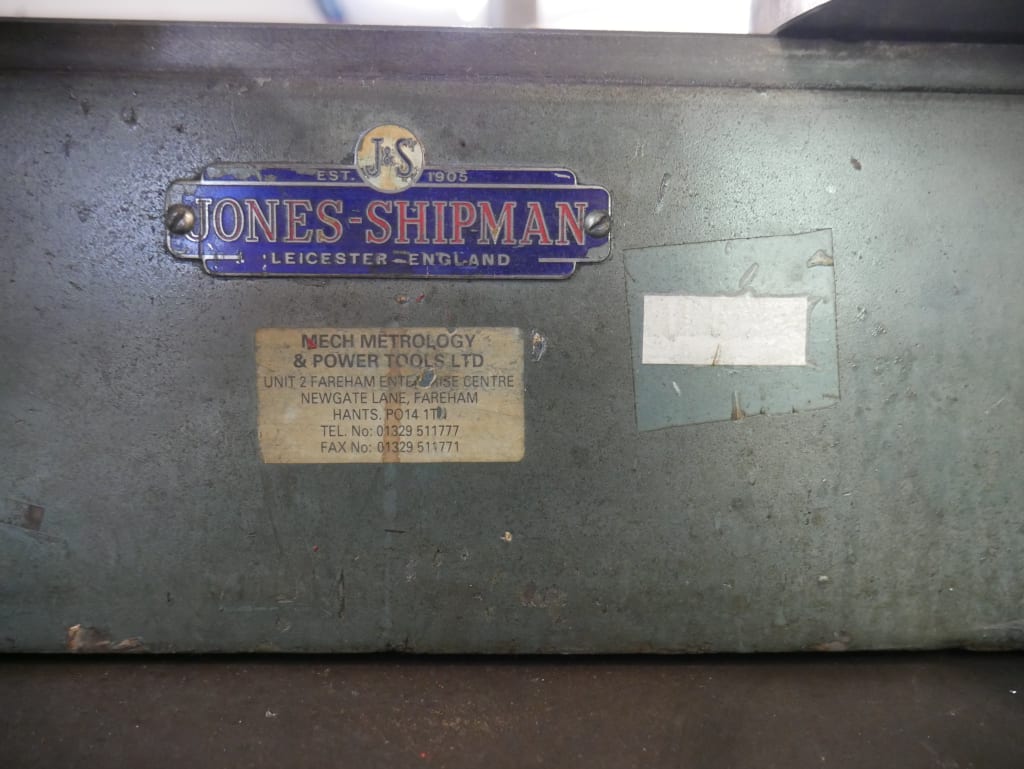 J&S
EST. 1905
JONES-SHIPMAN
LEICESTER-ENGLAND
MECH METROLOGY
& POWER TOOLS LTD
UNIT 2 FAREHAM ENTERPRISE CENTRE
NEWGATE LANE, FAREHAM
HANTS. PO14
TEL. No: 01329 511777
FAX No: 01329 511771